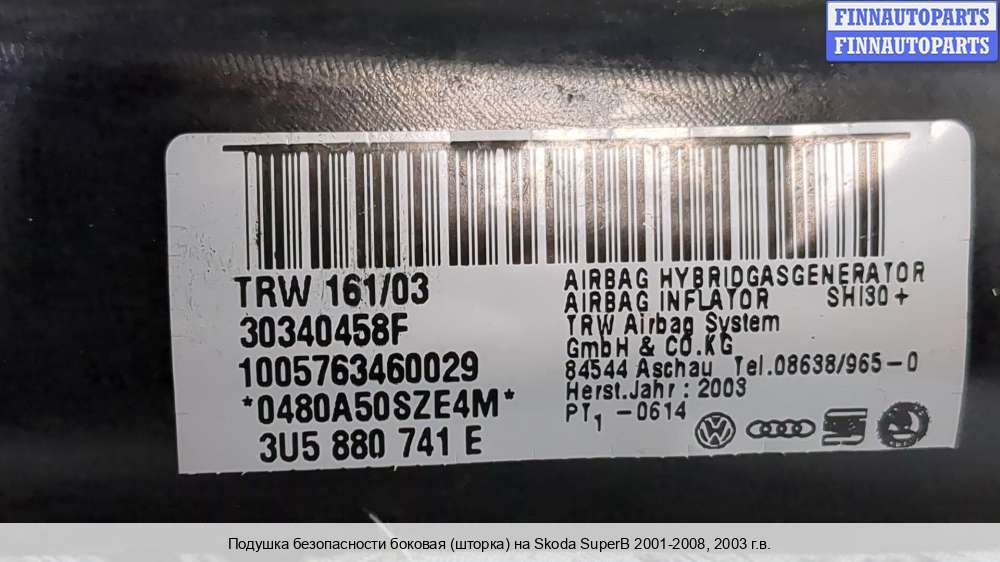 FINNAUTOPARTS
FINNAUTOPARTS
TRW 161/03
30340458F
1005763460029
*0480A50SZE4M*
3U5 880 741 E
AIRBAG HYBRIDGASGENERATOR
AIRBAG INFLATOR SHI30+
TRW Airbag System
GmbH & CO.KG
84544 Aschau Tel.08638/965-0
Herst.Jahr: 2003
PT1 -0614
Подушка безопасности боковая (шторка) на Skoda SuperB 2001-2008, 2003 г.в.